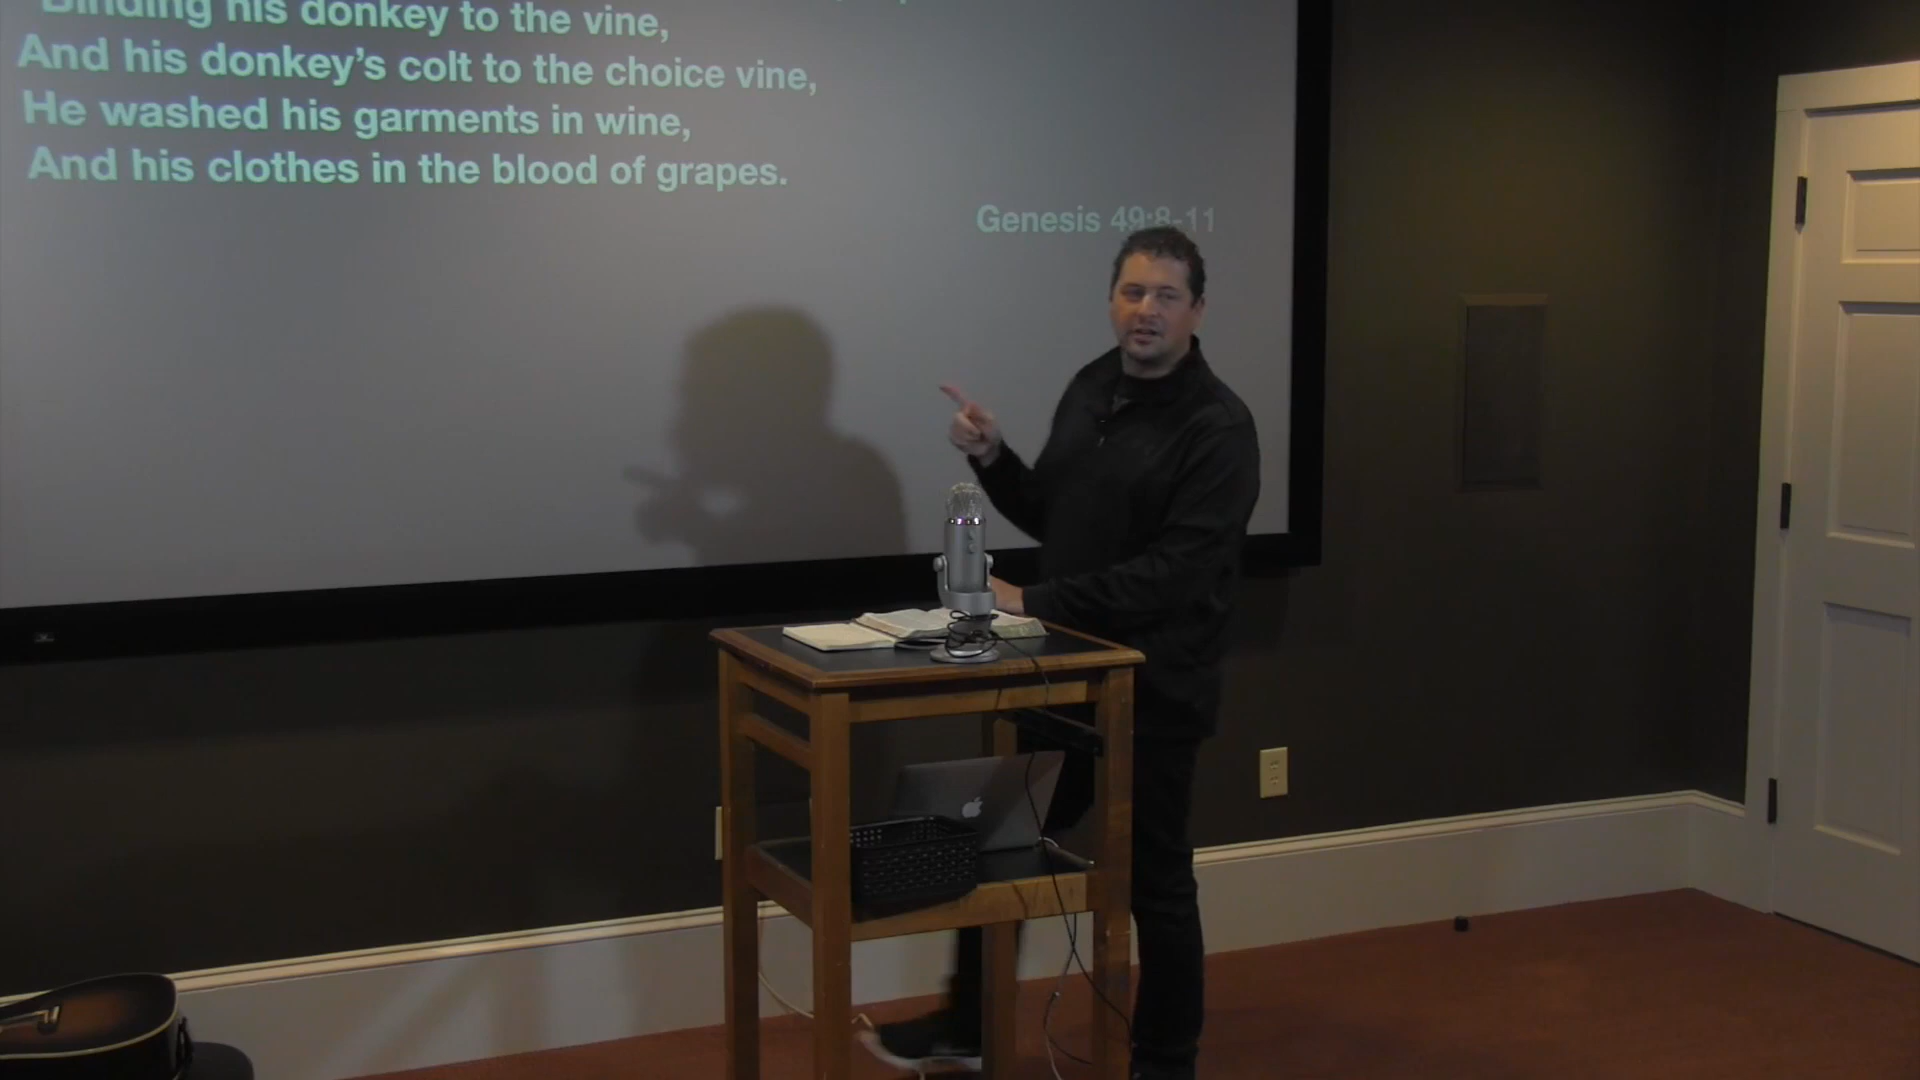 Binding his donkey to the vine,
And his donkey's colt to the choice vine,
He washed his garments in wine,
And his clothes in the blood of grapes.
Genesis 49:8-11